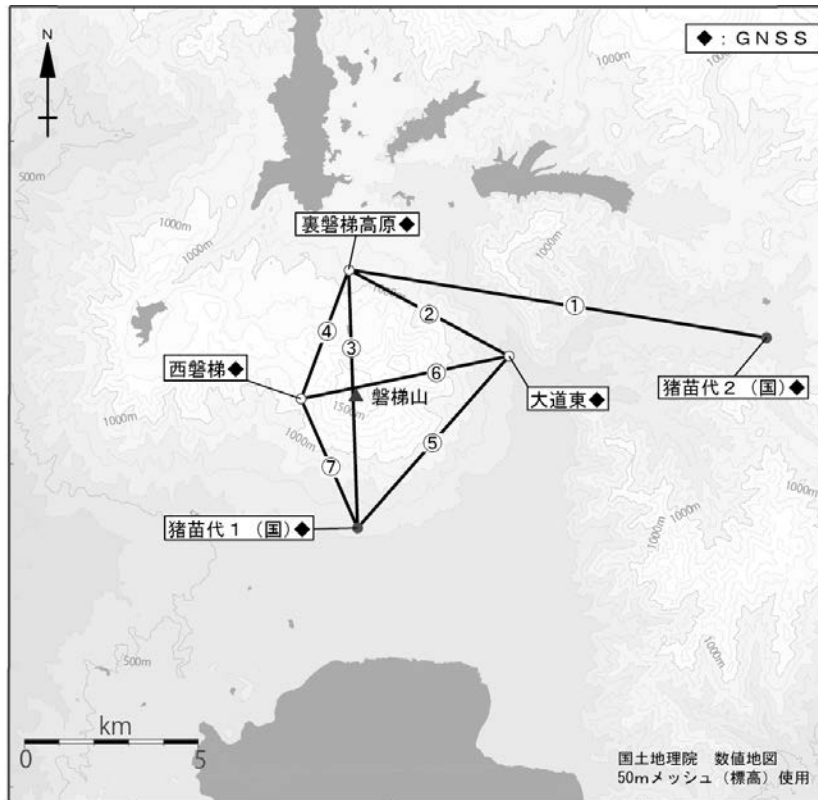 N
◆：ＧＮＳＳ
1000m
500m
1000m
1000m
1000m
裏磐梯高原◆
1000m
①
②
④
③
西磐梯◆
⑥
猪苗代２（国）◆
磐梯山
大道東◆
1500m
1000m
1000m
⑤
⑦
1000m
1000m
猪苗代１（国）◆
1000m
500m
1000m
km
0
5
国土地理院　数値地図
50ｍメッシュ（標高）使用